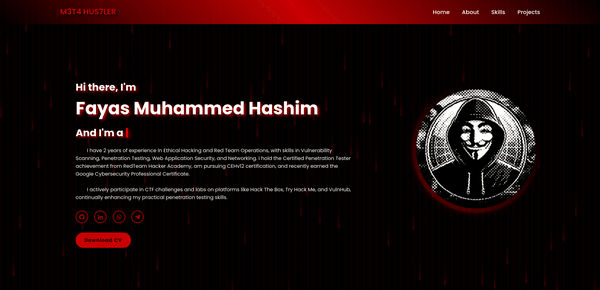 M3T4 HUS7LER
Home About Skills Projects
Hi there, I'm
Fayas Muhammed Hashim
And I'm a
I have 2 years of experience in Ethical Hacking and Red Team Operations, with skills in Vulnerability
Scanning, Penetration Testing, Web Application Security, and Networking. I hold the Certified Penetration Tester
achievement from RedTeam Hacker Academy, am pursuing CEHv12 certification, and recently earned the
Google Cybersecurity Professional Certificate.
I actively participate in CTF challenges and labs on platforms like Hack The Box, Try Hack Me, and VulnHub,
continually enhancing my practical penetration testing skills.
Download CV